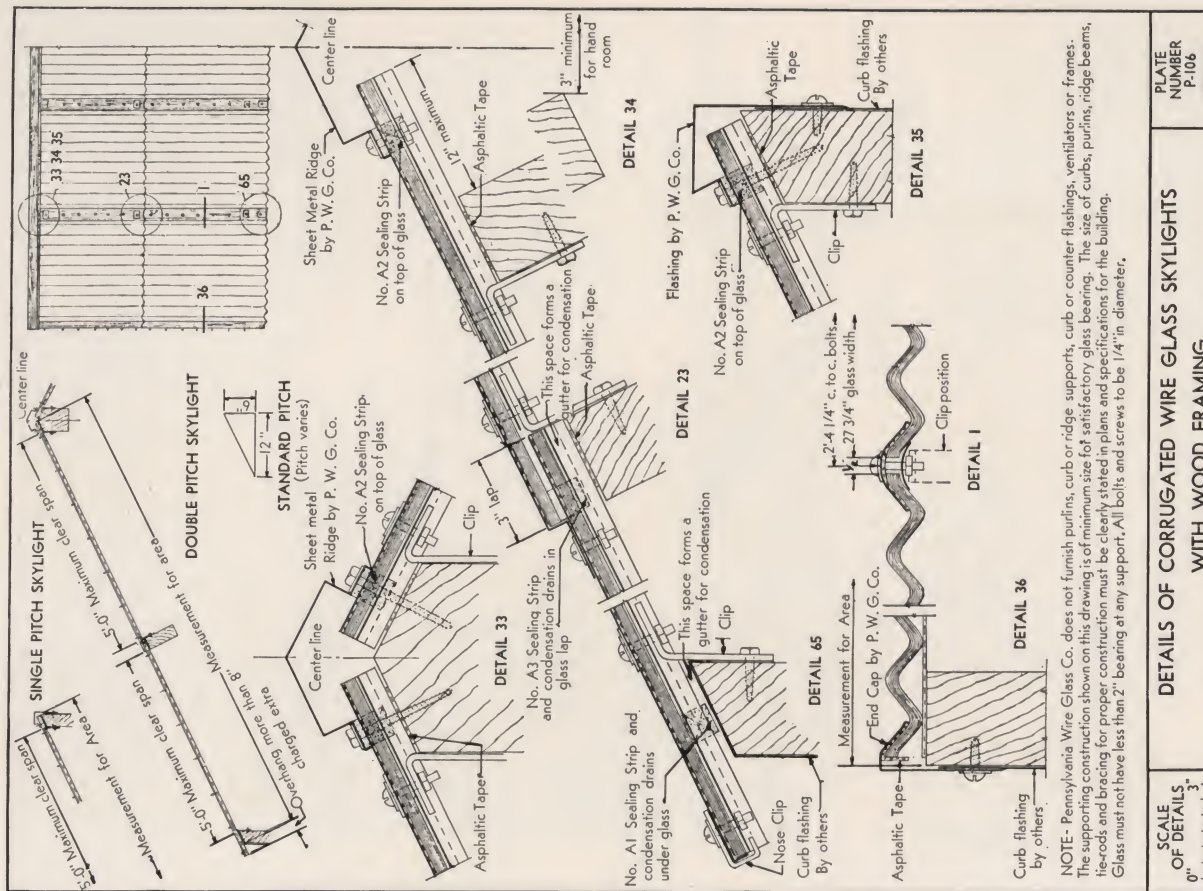 SINGLE PITCH SKYLIGHT
5'-0" Maximum clear span
Measurement for Area
5'-0" Maximum clear span
5'-0" Maximum clear span
Measurement for area
Overhang more than 8"
charged extra
Center line
DOUBLE PITCH SKYLIGHT
6"
12"
STANDARD PITCH
(Pitch varies)
33 34 35
23
65
36
1
Sheet metal
Ridge by P. W. G. Co.
No. A2 Sealing Strip
on top of glass
Center line
Clip
Asphaltic Tape
DETAIL 33
Sheet Metal Ridge
by P. W. G. Co.
Center line
No. A2 Sealing Strip
on top of glass
12" maximum
Asphaltic Tape
3" minimum
for hand
room
DETAIL 34
3" lap
No. A3 Sealing Strip
and condensation drains in
glass lap
This space forms a
gutter for condensation
Asphaltic Tape
DETAIL 23
Flashing by P. W. G. Co.
No. A2 Sealing Strip
on top of glass
Asphaltic
Tape
Clip
Curb flashing
By others
DETAIL 35
No. A1 Sealing Strip and
condensation drains
under glass
This space forms a
gutter for condensation
Clip
Nose Clip
Curb flashing
By others
DETAIL 65
Measurement for Area
End Cap by P. W. G. Co.
Asphaltic Tape
Curb flashing
by others
DETAIL 36
2'-4 1/4" c. to c. bolts
27 3/4" glass width
Clip position
DETAIL 1
NOTE- Pennsylvania Wire Glass Co. does not furnish purlins, curb or ridge supports, curb or counter flashings, ventilators or frames.
The supporting construction shown on this drawing is of minimum size for satisfactory glass bearing. The size of curbs, purlins, ridge beams,
tie-rods and bracing for proper construction must be clearly stated in plans and specifications for the building.
Glass must not have less than 2" bearing at any support. All bolts and screws to be 1/4" in diameter.
SCALE
OF DETAILS
0" 3"
DETAILS OF CORRUGATED WIRE GLASS SKYLIGHTS
WITH WOOD FRAMING
PLATE
NUMBER
P-106